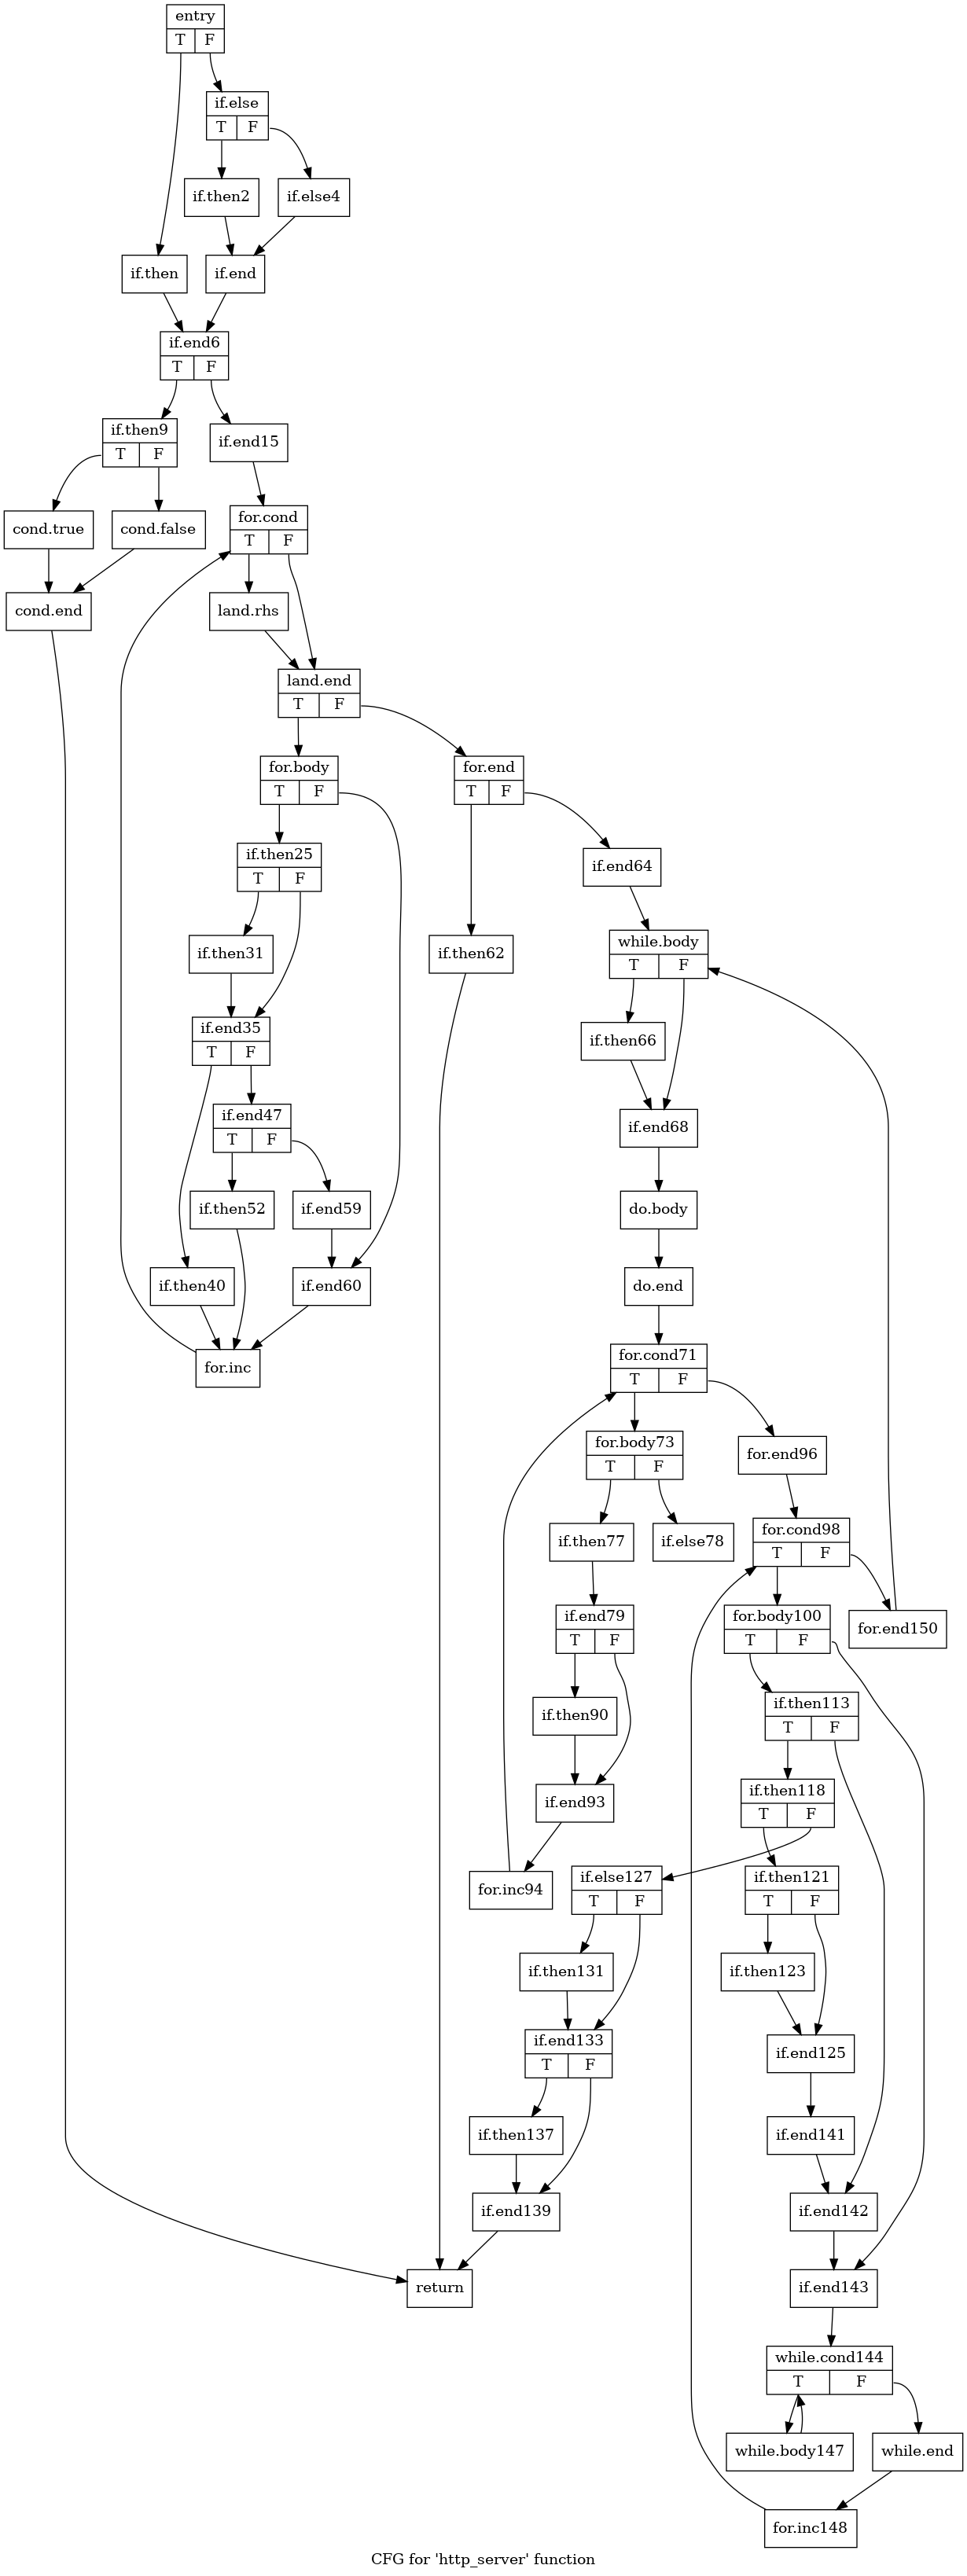 entry
T F
if.else
T F
if.then2
if.else4
if.then
if.end
if.end6
T F
if.then9
T F
if.end15
cond.true
cond.false
for.cond
T F
cond.end
land.rhs
land.end
T F
for.body
T F
for.end
T F
if.then25
T F
if.end64
if.then31
if.then62
while.body
T F
if.end35
T F
if.then66
if.end47
T F
if.end68
if.then52
if.end59
do.body
if.then40
if.end60
do.end
for.inc
for.cond71
T F
for.body73
T F
for.end96
if.then77
if.else78
for.cond98
T F
if.end79
T F
for.body100
T F
for.end150
if.then90
if.then113
T F
if.end93
if.then118
T F
for.inc94
if.else127
T F
if.then121
T F
if.then131
if.then123
if.end133
T F
if.end125
if.then137
if.end141
if.end139
if.end142
return
if.end143
while.cond144
T F
while.body147
while.end
for.inc148
CFG for 'http_server' function